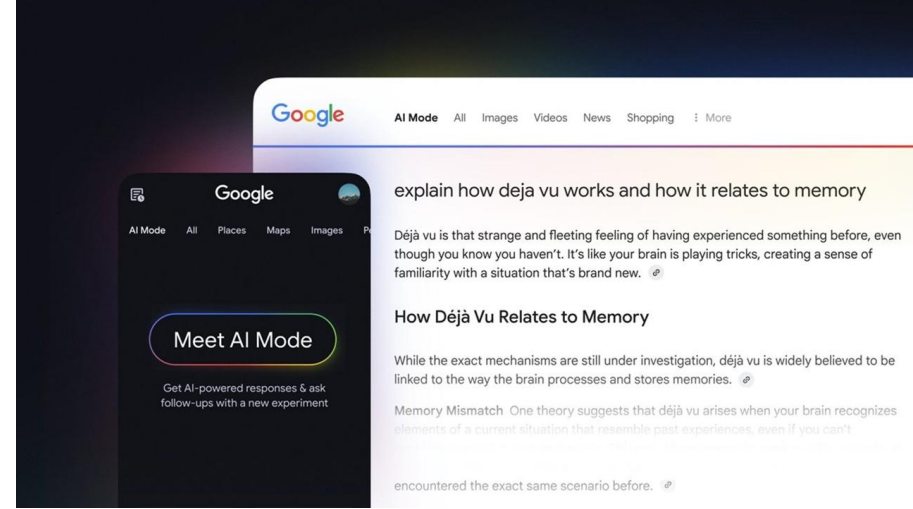 Google
AI Mode All Images Videos News Shopping More
explain how deja vu works and how it relates to memory
Déjà vu is that strange and fleeting feeling of having experienced something before, even
though you know you haven't. It's like your brain is playing tricks, creating a sense of
familiarity with a situation that's brand new.
How Déjà Vu Relates to Memory
While the exact mechanisms are still under investigation, déjà vu is widely believed to be
linked to the way the brain processes and stores memories.
Memory Mismatch One theory suggests that déjà vu arises when your brain recognizes
elements of a current situation that resemble past experiences, even if you can't
encountered the exact same scenario before.
Google
AI Mode All Places Maps Images
Meet AI Mode
Get AI-powered responses & ask
follow-ups with a new experiment